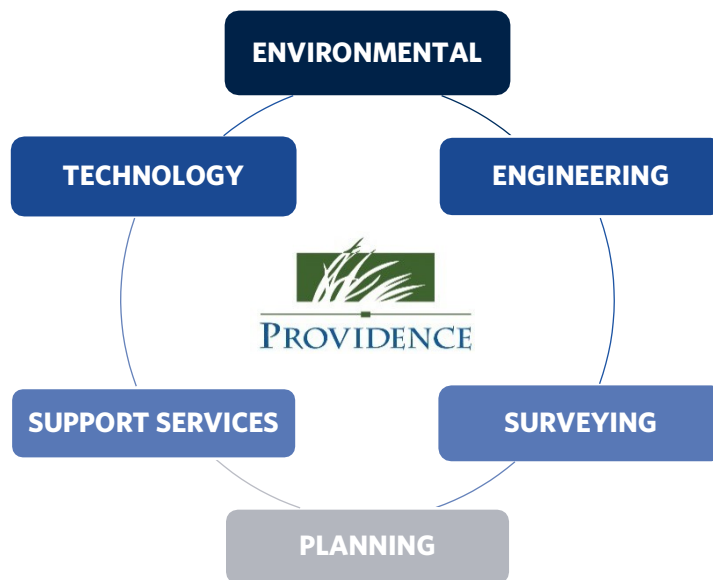 ENVIRONMENTAL
TECHNOLOGY
ENGINEERING
PROVIDENCE
SUPPORT SERVICES
SURVEYING
PLANNING